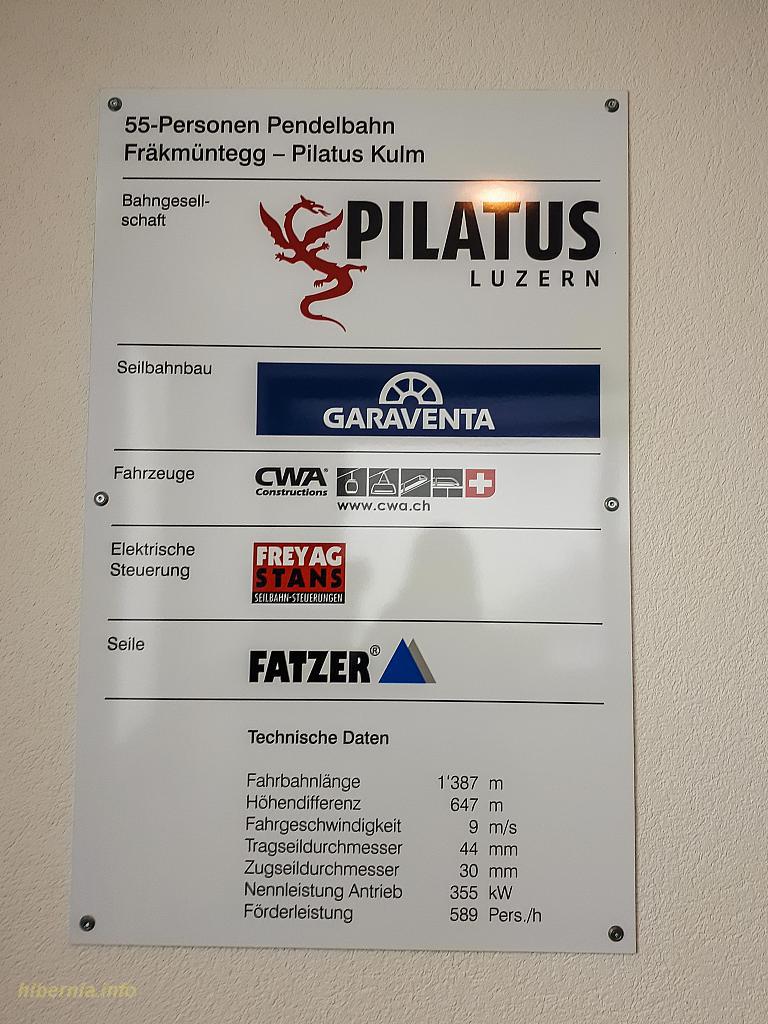 55-Personen Pendelbahn
Fräkmüntegg – Pilatus Kulm
Bahngesell-
schaft
PILATUS
LUZERN
Seilbahnbau
GARAVENTA
Fahrzeuge
CWA®
Constructions
www.cwa.ch
Elektrische
Steuerung
FREY AG
STANS
SEILBAHN-STEUERUNGEN
Seile
FATZER®
Technische Daten
Fahrbahnlänge 1'387 m
Höhendifferenz 647 m
Fahrgeschwindigkeit 9 m/s
Tragseildurchmesser 44 mm
Zugseildurchmesser 30 mm
Nennleistung Antrieb 355 kW
Förderleistung 589 Pers./h
hibernia.info